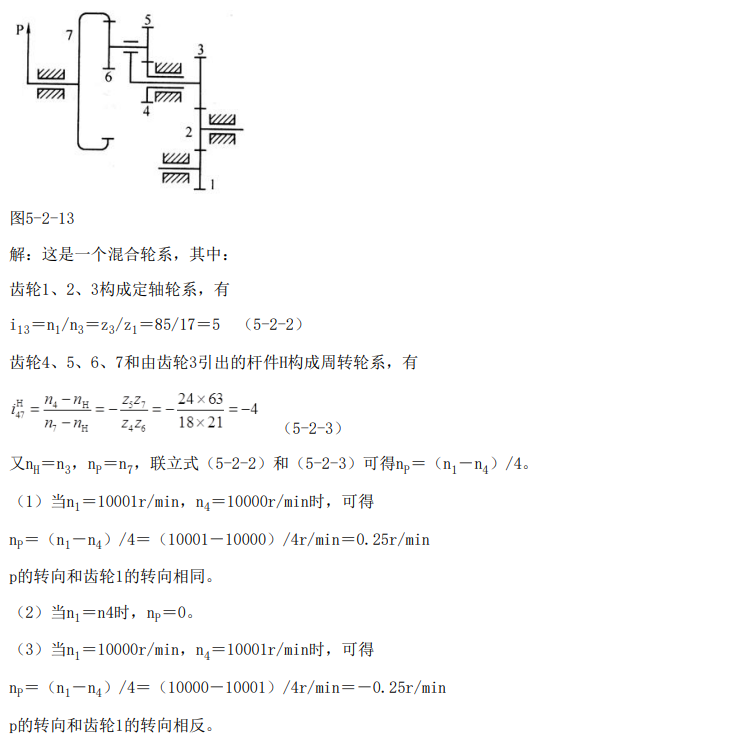 P
7
5
3
6
4
2
1
图5-2-13
解：这是一个混合轮系，其中：
齿轮1、2、3构成定轴轮系，有
i₁₃＝n₁/n₃＝z₃/z₁＝85/17＝5 （5-2-2）
齿轮4、5、6、7和由齿轮3引出的杆件H构成周转轮系，有
i₄₇ᴴ = (n₄－n_H)/(n₇－n_H) = －z₅z₇/z₄z₆ = －24×63/18×21 = －4 （5-2-3）
又n_H＝n₃，n_P＝n₇，联立式（5-2-2）和（5-2-3）可得n_P＝（n₁－n₄）/4。
（1）当n₁＝10001r/min，n₄＝10000r/min时，可得
n_P＝（n₁－n₄）/4＝（10001－10000）/4r/min＝0.25r/min
p的转向和齿轮1的转向相同。
（2）当n₁＝n4时，n_P＝0。
（3）当n₁＝10000r/min，n₄＝10001r/min时，可得
n_P＝（n₁－n₄）/4＝（10000－10001）/4r/min＝－0.25r/min
p的转向和齿轮1的转向相反。